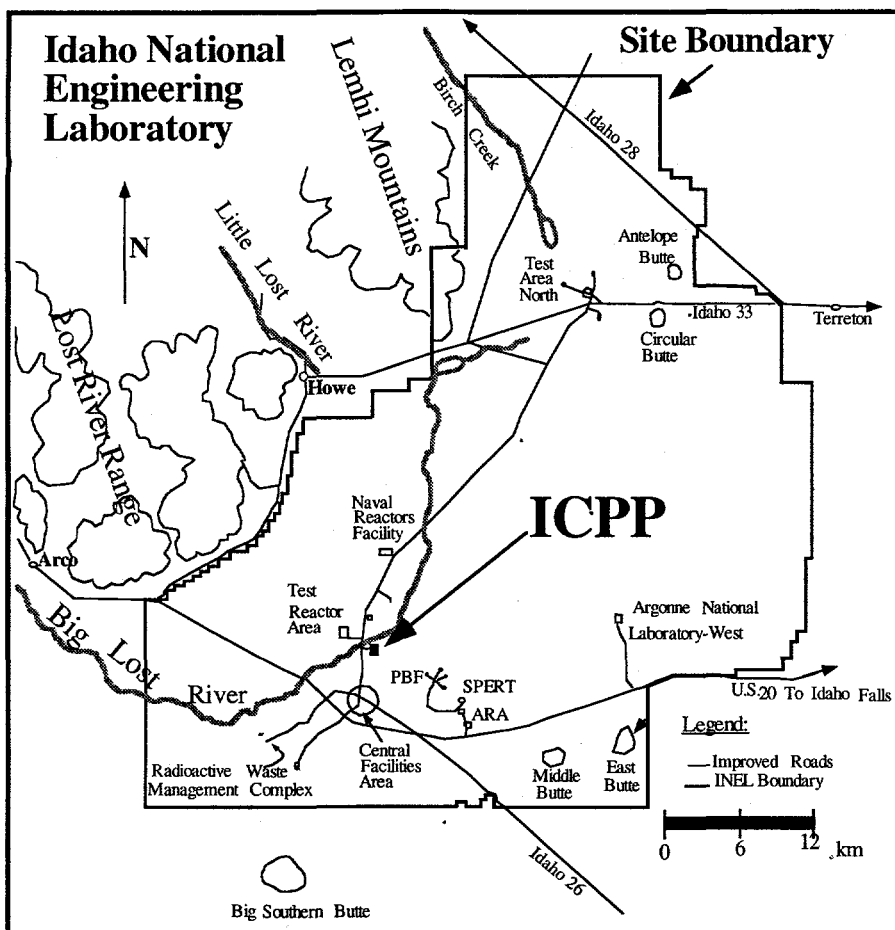 Idaho National
Engineering
Laboratory
Lemhi Mountains
Birch Creek
Site Boundary
Idaho 28
N
Little Lost River
Antelope
Butte
Test
Area
North
Idaho 33
Terreton
Circular
Butte
Howe
Lost River Range
Naval
Reactors
Facility
ICPP
Arco
Test
Reactor
Area
Argonne National
Laboratory-West
Big Lost River
PBF
SPERT
ARA
U.S.20 To Idaho Falls
Legend:
Improved Roads
INEL Boundary
Radioactive Waste
Management Complex
Central
Facilities
Area
Middle
Butte
East
Butte
0 6 12 km
Idaho 26
Big Southern Butte